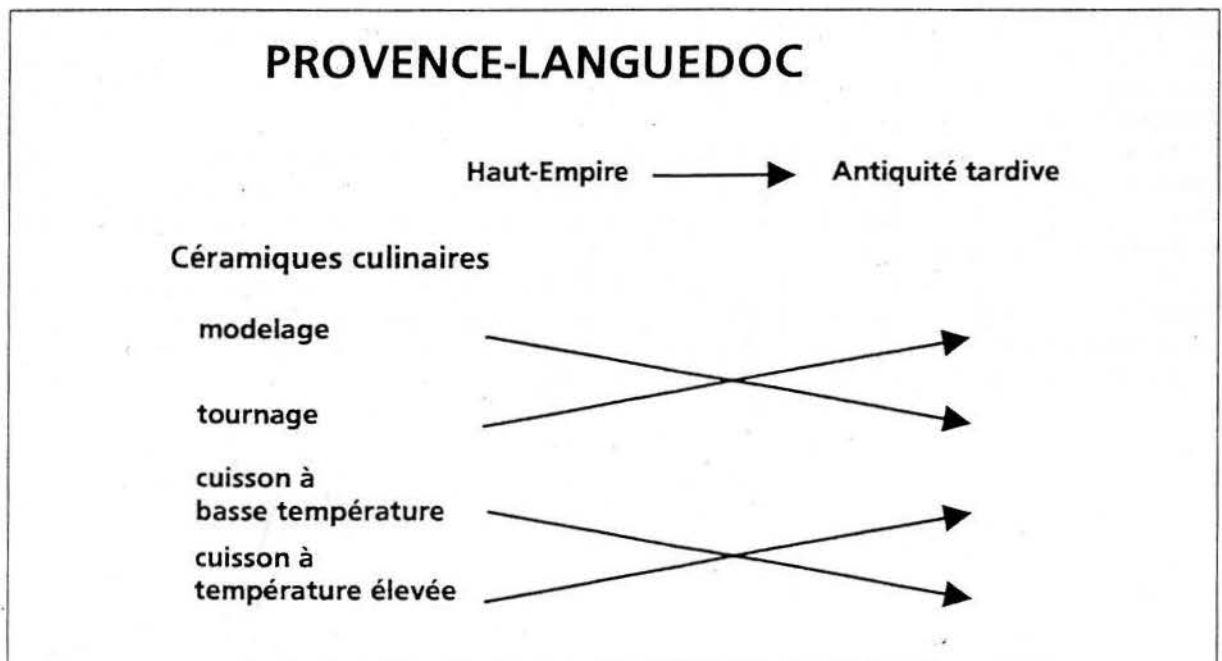 PROVENCE-LANGUEDOC
Haut-Empire Antiquité tardive
Céramiques culinaires
modelage
tournage
cuisson à
basse température
cuisson à
température élevée